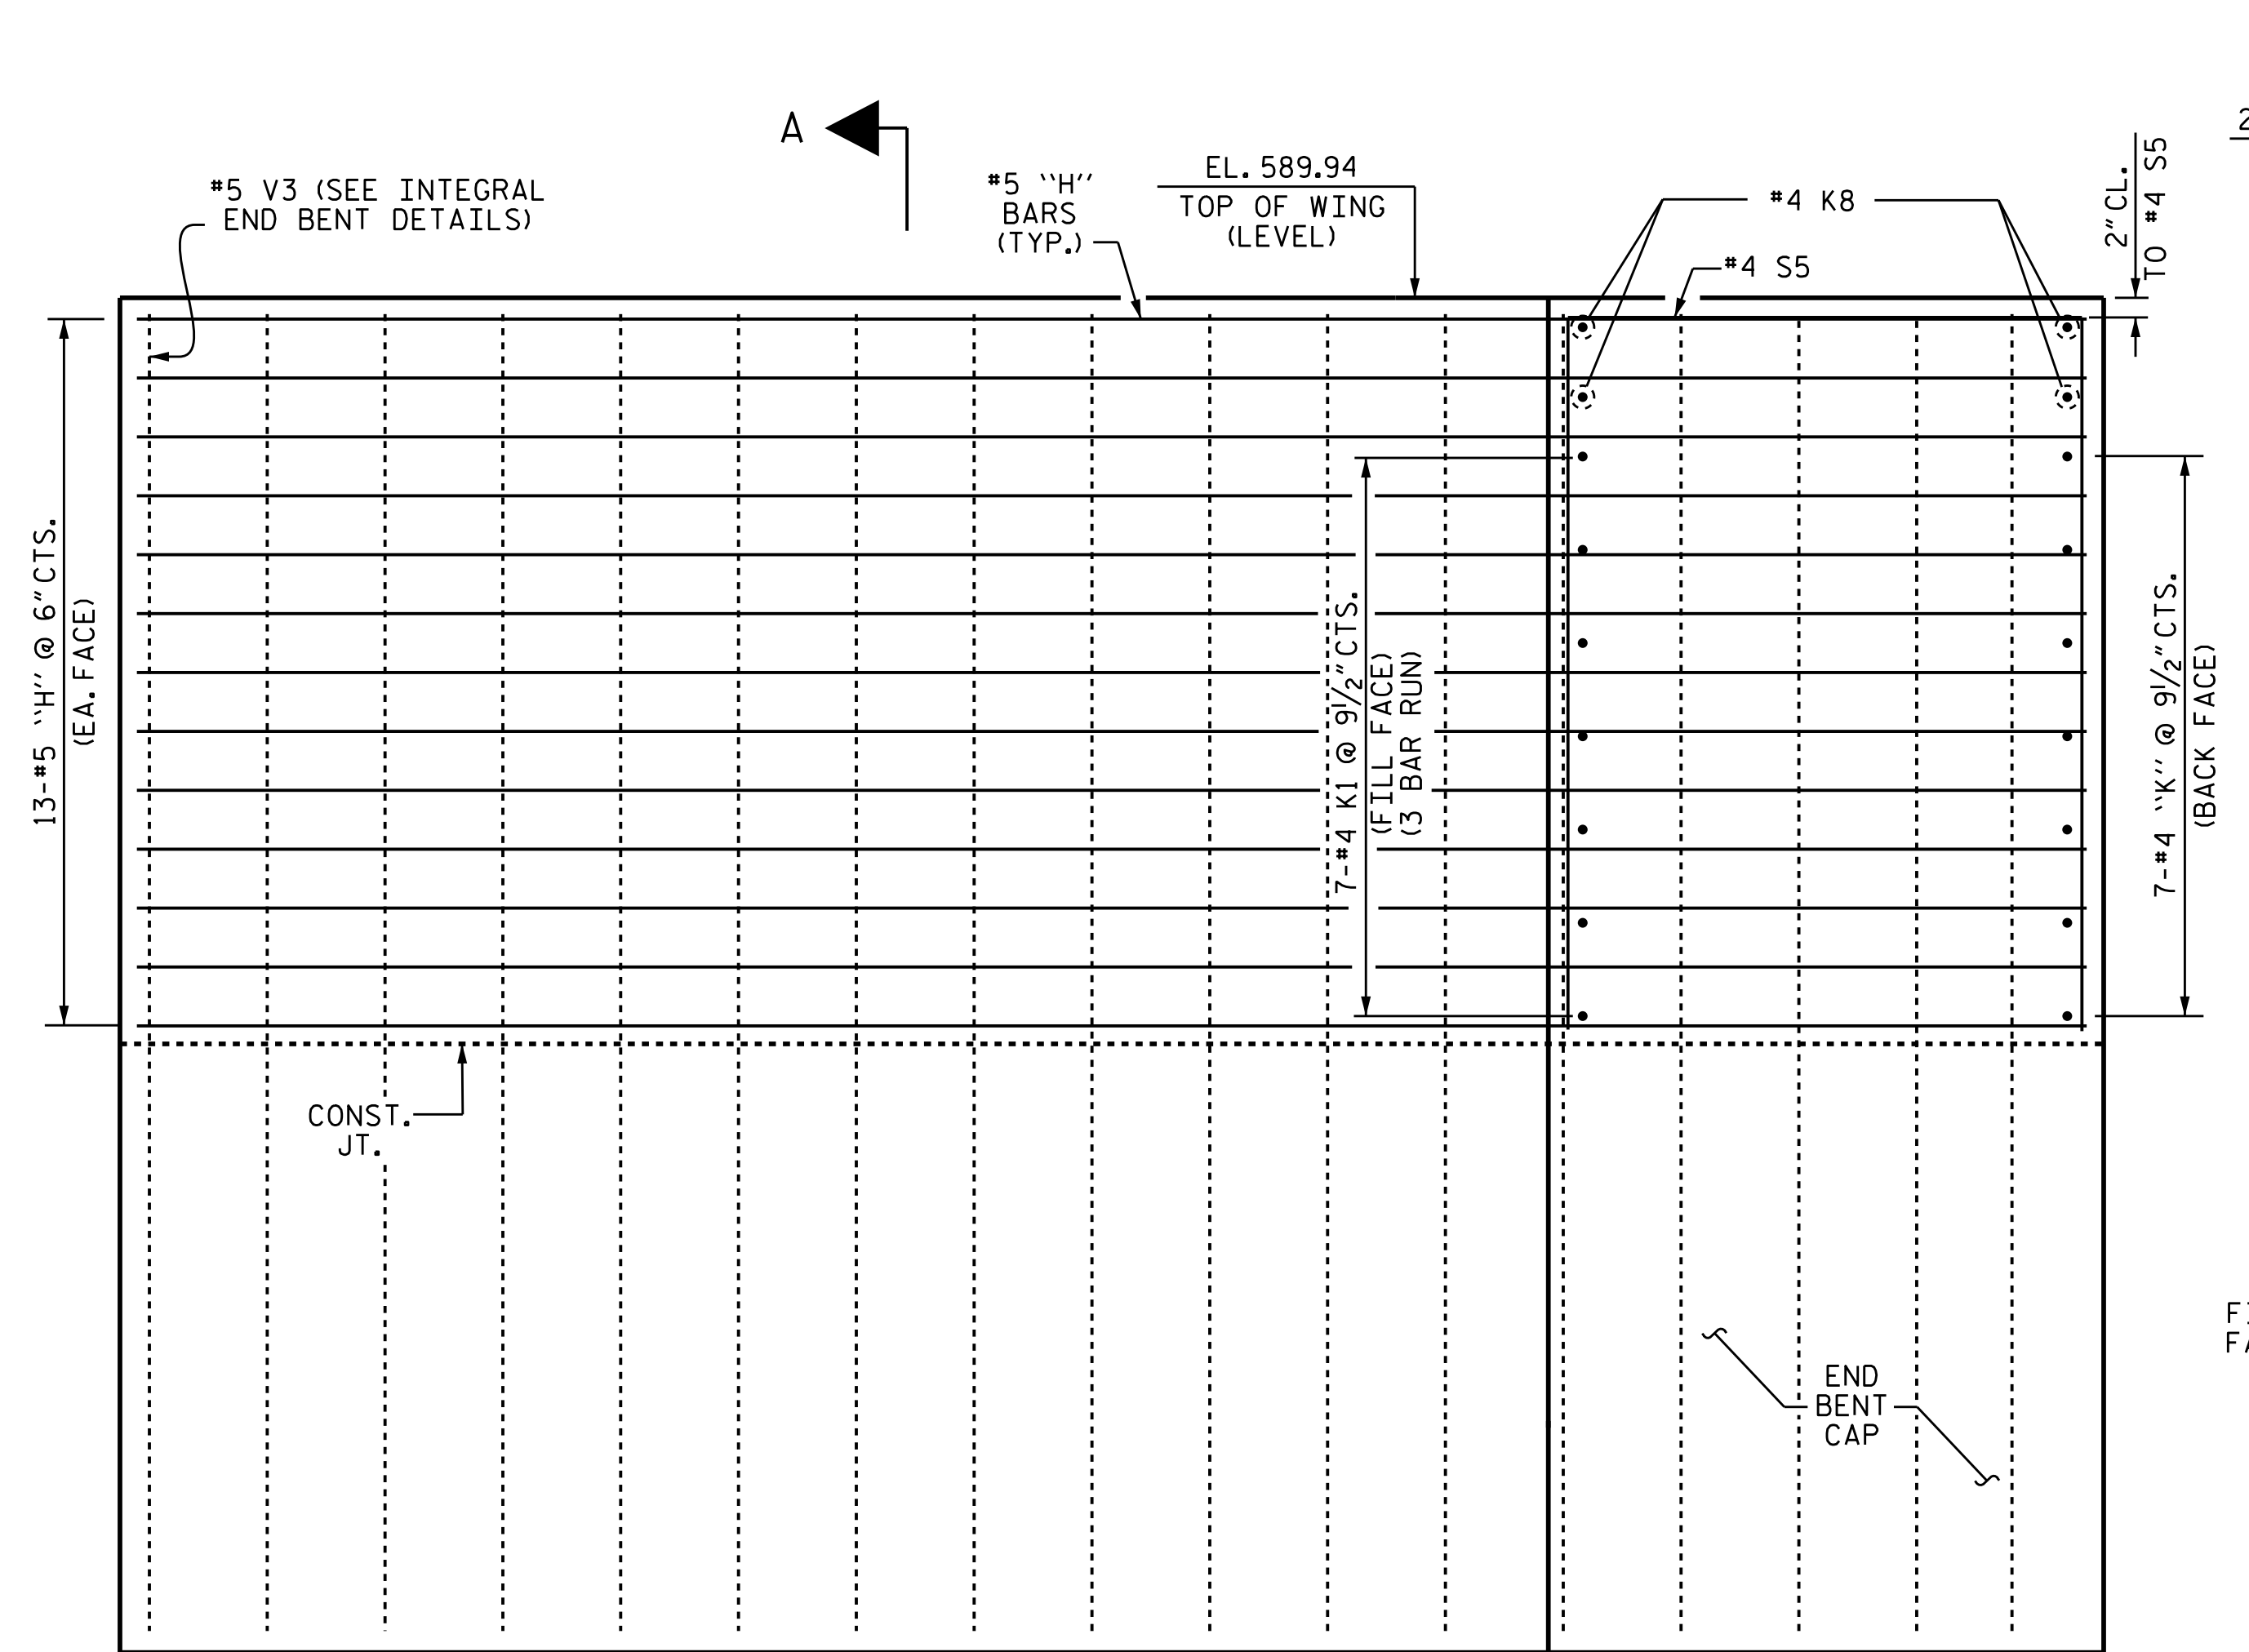 A
#5 V3 (SEE INTEGRAL
END BENT DETAILS)
#5 ``H''
BARS
(TYP.)
EL. 589.94
TOP OF WING
(LEVEL)
#4 K8
#4 S5
2" CL.
TO #4 S5
2
13-#5 ``H'' @ 6" CTS.
(EA. FACE)
7-#4 K1 @ 9½" CTS.
(FILL FACE)
(3 BAR RUN)
7-#4 ``K'' @ 9½" CTS.
(BACK FACE)
CONST.
JT.
END
BENT
CAP